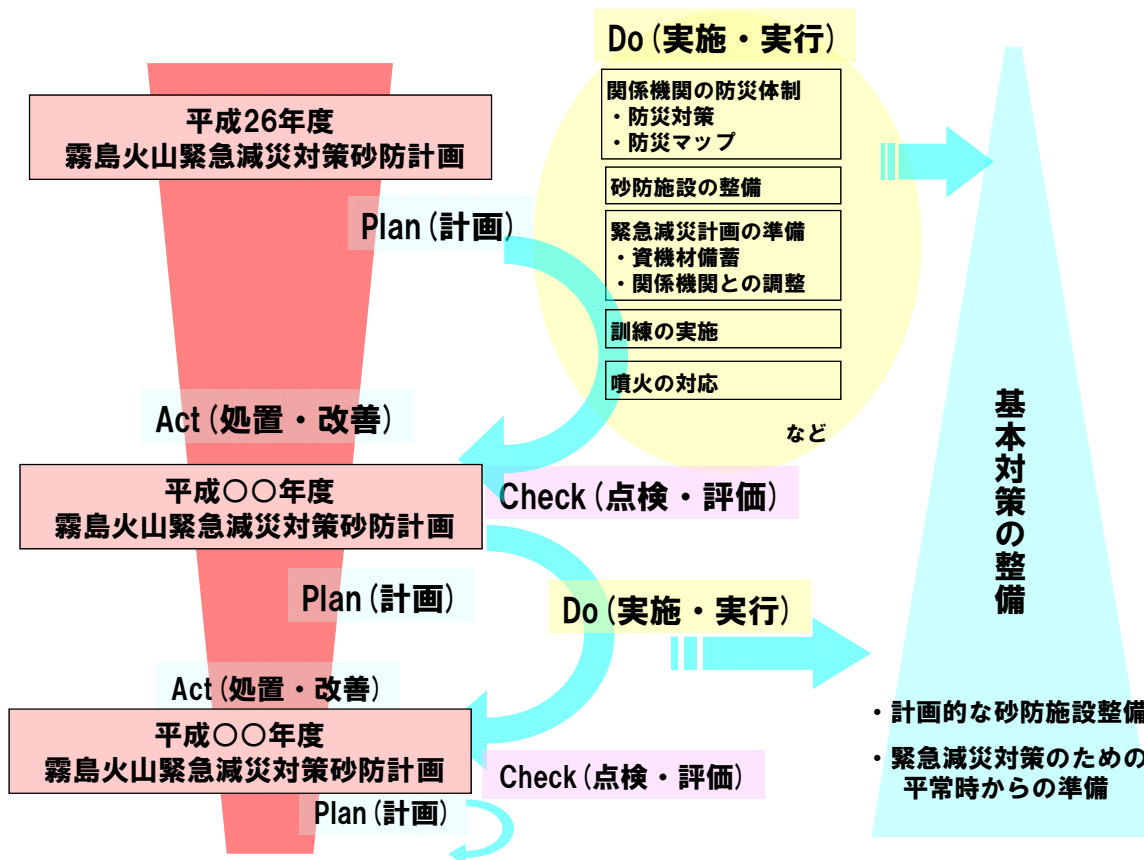 Do(実施・実行)
関係機関の防災体制
・防災対策
・防災マップ
砂防施設の整備
緊急減災計画の準備
・資機材備蓄
・関係機関との調整
訓練の実施
噴火の対応
など
平成26年度
霧島火山緊急減災対策砂防計画
Plan(計画)
Act(処置・改善)
Check(点検・評価)
平成〇〇年度
霧島火山緊急減災対策砂防計画
Plan(計画)
Do(実施・実行)
Act(処置・改善)
平成〇〇年度
霧島火山緊急減災対策砂防計画
Check(点検・評価)
Plan(計画)
基本対策の整備
・計画的な砂防施設整備
・緊急減災対策のための
平常時からの準備